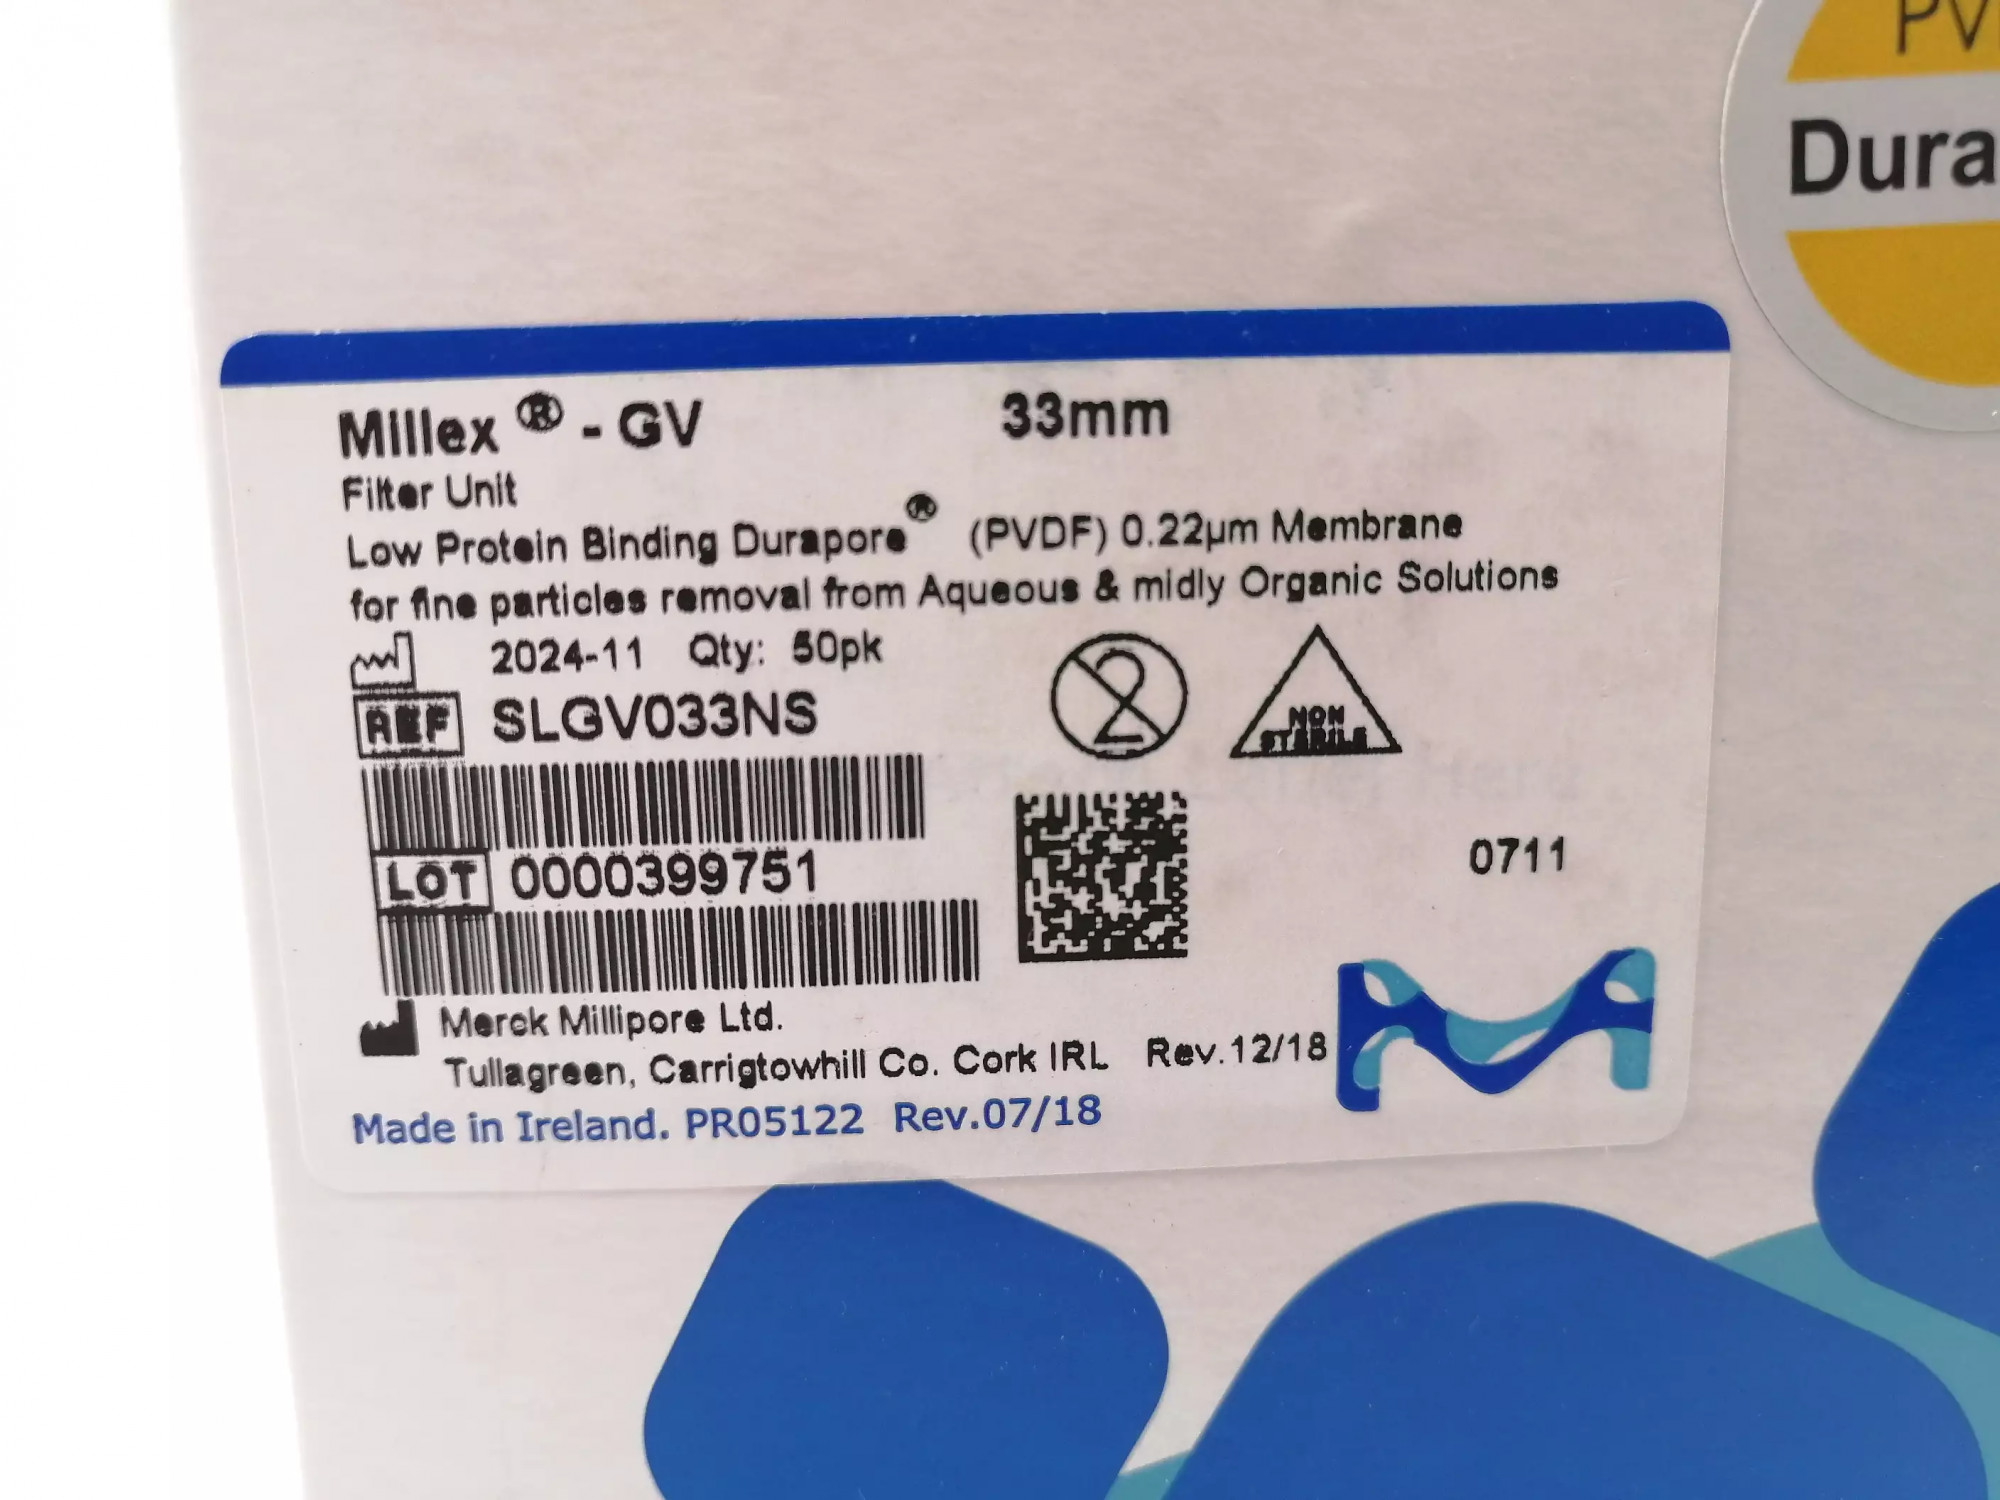 PV
Dura
Millex ® - GV 33mm
Filter Unit
Low Protein Binding Durapore® (PVDF) 0.22µm Membrane
for fine particles removal from Aqueous & midly Organic Solutions
2024-11 Qty: 50pk
REF SLGV033NS
2
NON
STERILE
LOT 0000399751
0711
Merck Millipore Ltd.
Tullagreen, Carrigtowhill Co. Cork IRL Rev.12/18
Made in Ireland. PR05122 Rev.07/18